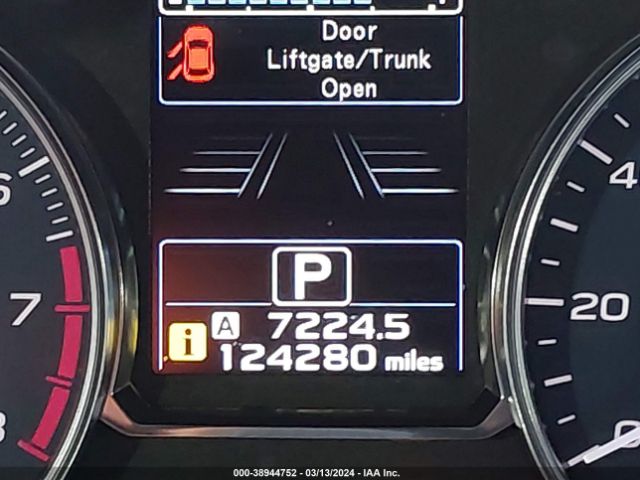 Door
Liftgate/Trunk
Open
6
7
8
4
20
0
P
A 7224.5
i 124280 miles
000-38944752 - 03/13/2024 - IAA Inc.